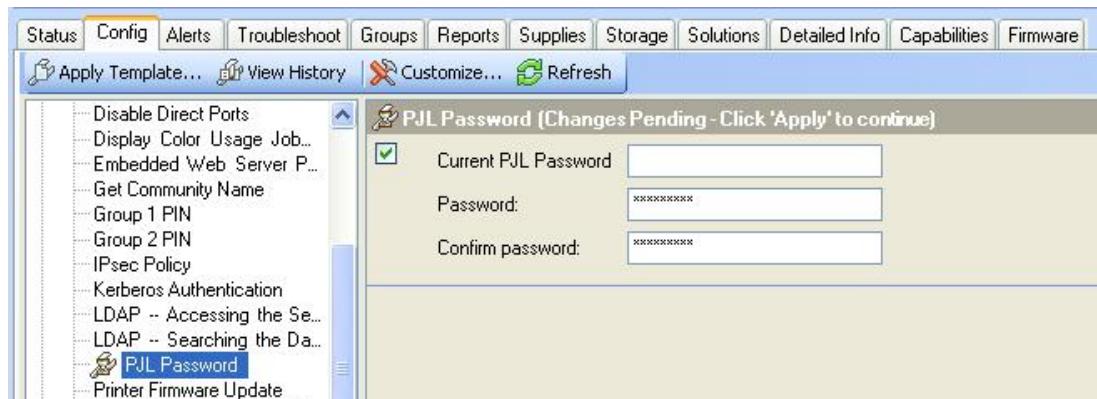 Status Config Alerts Troubleshoot Groups Reports Supplies Storage Solutions Detailed Info Capabilities Firmware
Apply Template... View History Customize... Refresh
Disable Direct Ports
Display Color Usage Job...
Embedded Web Server P...
Get Community Name
Group 1 PIN
Group 2 PIN
IPsec Policy
Kerberos Authentication
LDAP -- Accessing the Se...
LDAP -- Searching the Da...
PJL Password
Printer Firmware Update
PJL Password (Changes Pending - Click 'Apply' to continue)
Current PJL Password
Password: *********
Confirm password: *********